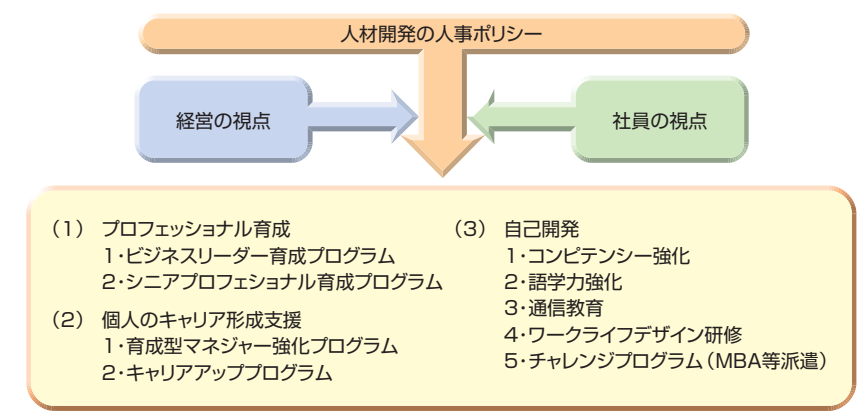 人材開発の人事ポリシー
経営の視点
社員の視点
(1) プロフェッショナル育成
1・ビジネスリーダー育成プログラム
2・シニアプロフェショナル育成プログラム
(2) 個人のキャリア形成支援
1・育成型マネジャー強化プログラム
2・キャリアアッププログラム
(3) 自己開発
1・コンピテンシー強化
2・語学力強化
3・通信教育
4・ワークライフデザイン研修
5・チャレンジプログラム(MBA等派遣)